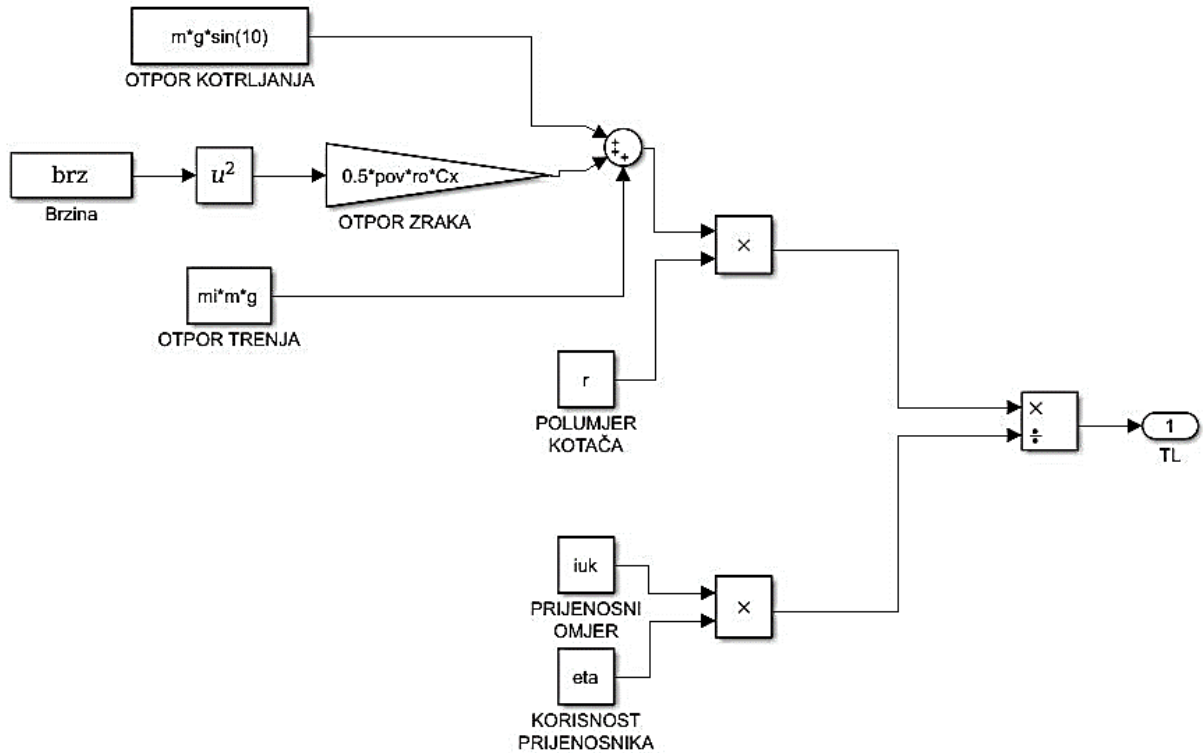 m*g*sin(10)
OTPOR KOTRLJANJA
brz
Brzina
u²
0.5*pov*ro*Cx
OTPOR ZRAKA
+
+
+
mi*m*g
OTPOR TRENJA
×
r
POLUMJER
KOTAČA
×
÷
1
TL
iuk
PRIJENOSNI
OMJER
×
eta
KORISNOST
PRIJENOSNIKA